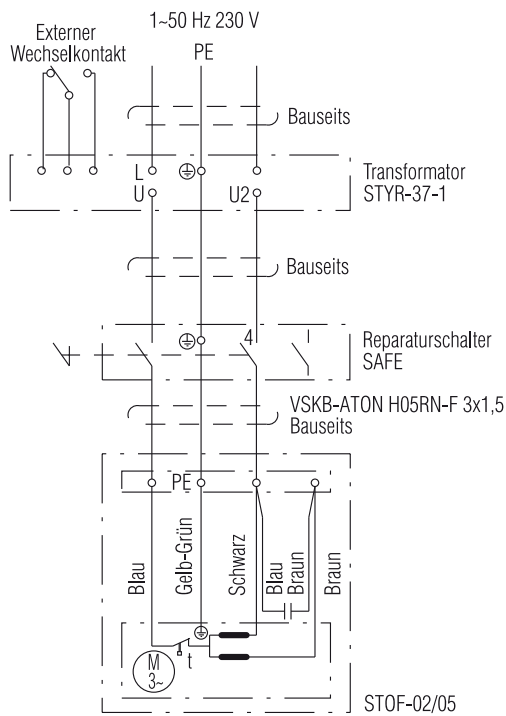 1~50 Hz 230 V
Externer
Wechselkontakt
PE
Bauseits
L
Transformator
STYR-37-1
U
U2
Bauseits
4
Reparaturschalter
SAFE
VSKB-ATON H05RN-F 3x1,5
Bauseits
PE
Blau
Gelb-Grün
Schwarz
Blau
Braun
Braun
M
3~
t
STOF-02/05